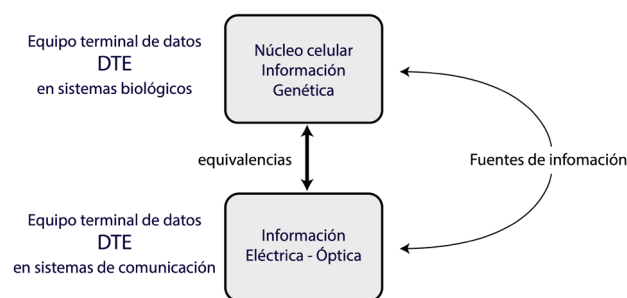 Equipo terminal de datos
DTE
en sistemas biológicos
Núcleo celular
Información
Genética
equivalencias
Fuentes de infomación
Equipo terminal de datos
DTE
en sistemas de comunicación
Información
Eléctrica - Óptica